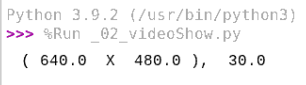 Python 3.9.2 (/usr/bin/python3)
>>> %Run _02_videoShow.py
( 640.0  X  480.0 ),  30.0